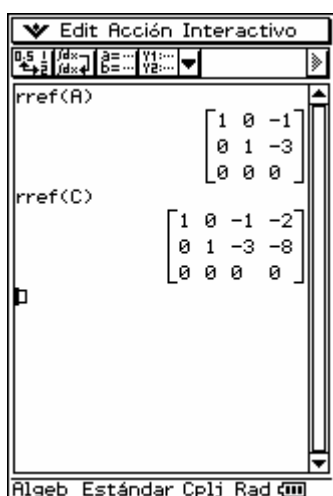 Edit Acción Interactivo
rref(A)
1 0 -1
0 1 -3
0 0 0
rref(C)
1 0 -1 -2
0 1 -3 -8
0 0 0 0
Algeb Estándar Cplj Rad